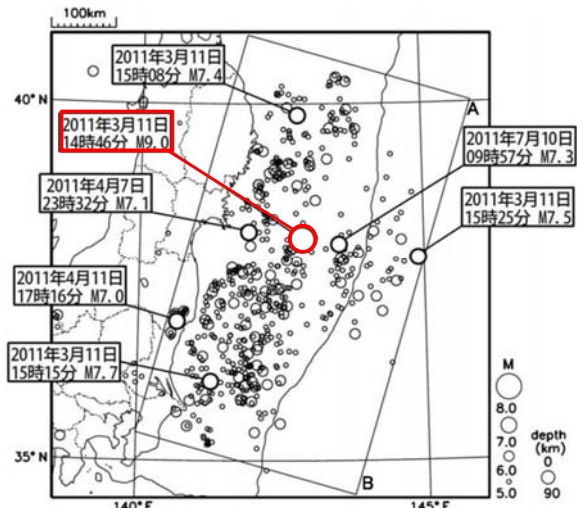 100km
2011年3月11日
15時08分 M7.4
40°N
A
2011年3月11日
14時46分 M9.0
2011年7月10日
09時57分 M7.3
2011年4月7日
23時32分 M7.1
2011年3月11日
15時25分 M7.5
2011年4月11日
17時16分 M7.0
2011年3月11日
15時15分 M7.7
M
8.0
7.0
6.0
5.0
depth
(km)
0
90
35°N
B
140°E
145°E